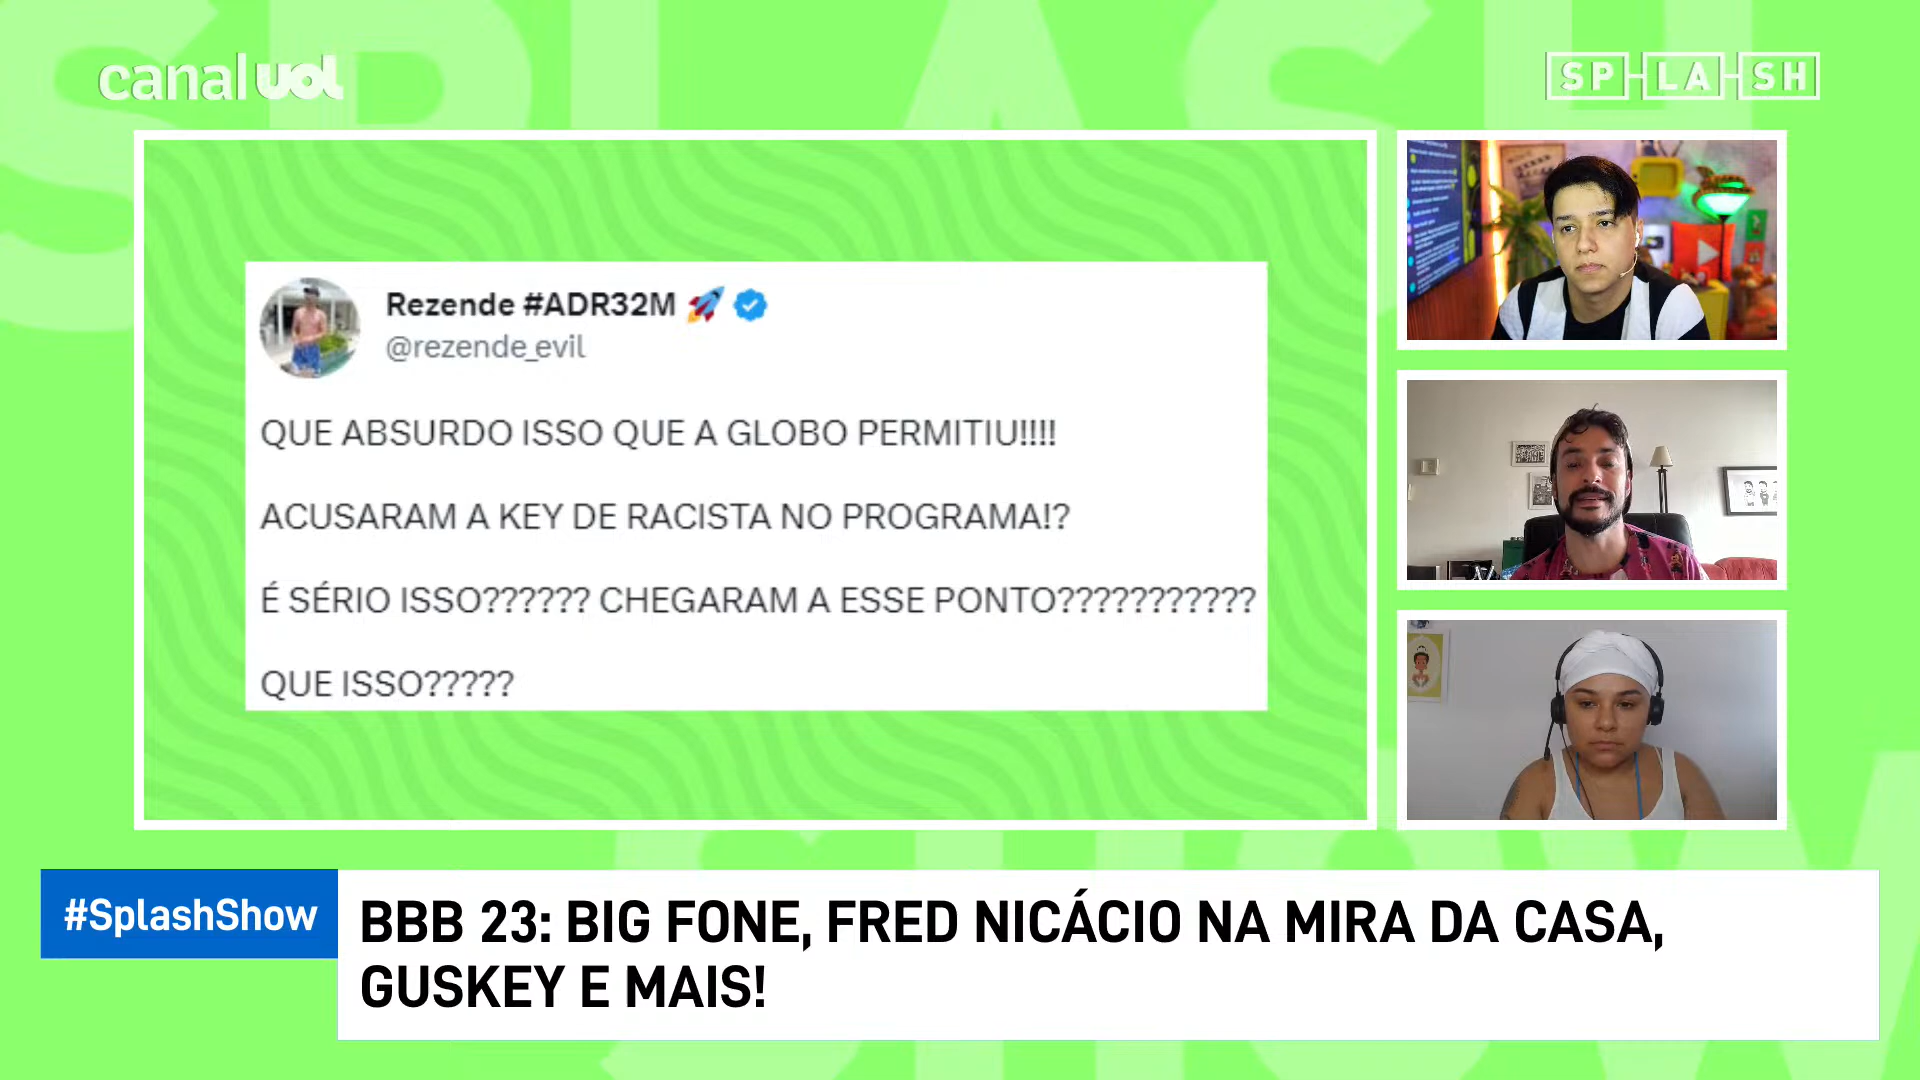 canal uol
SPLASH
Rezende #ADR32M 🚀
@rezende_evil
QUE ABSURDO ISSO QUE A GLOBO PERMITIU!!!!
ACUSARAM A KEY DE RACISTA NO PROGRAMA!?
É SÉRIO ISSO?????? CHEGARAM A ESSE PONTO???????????
QUE ISSO?????
#SplashShow
BBB 23: BIG FONE, FRED NICÁCIO NA MIRA DA CASA,
GUSKEY E MAIS!